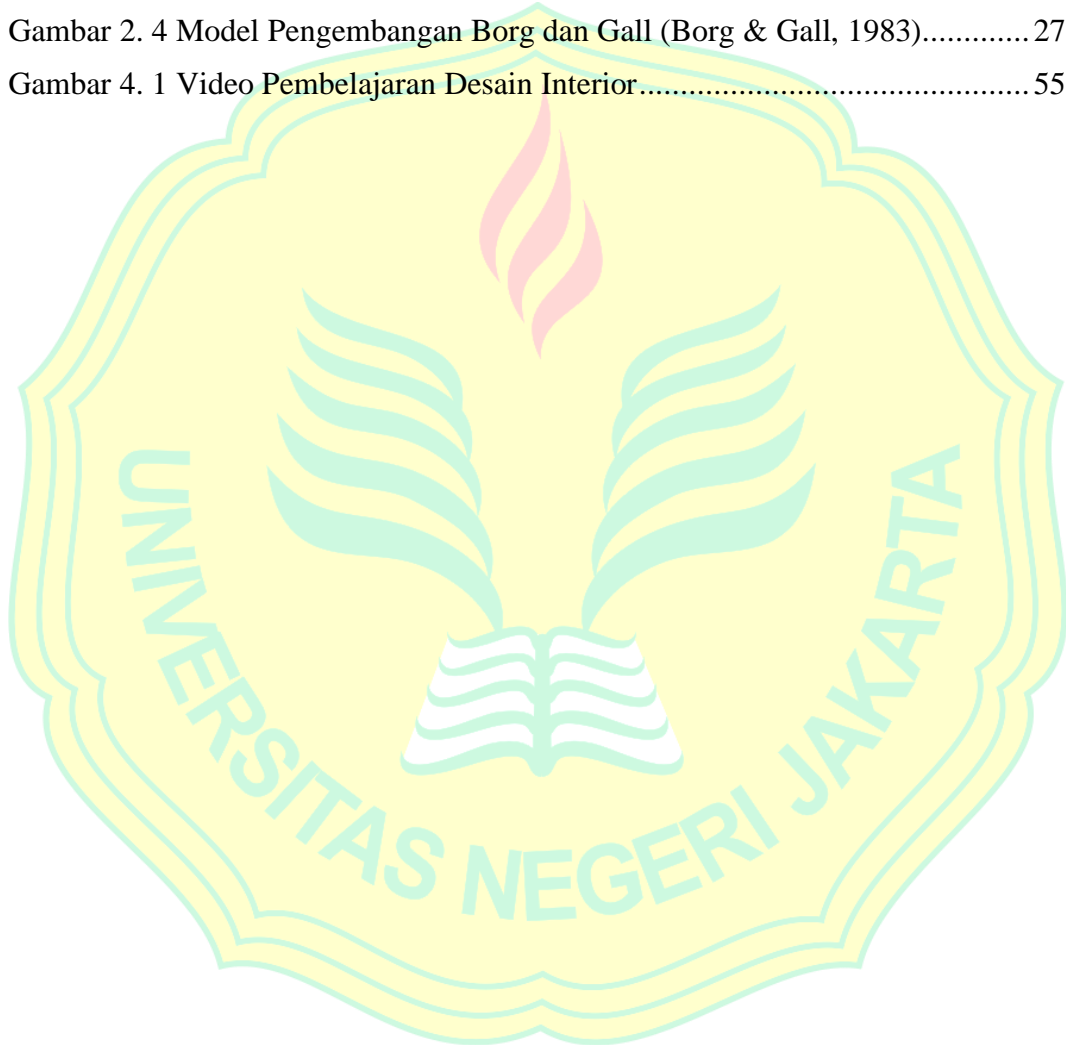 Gambar 2. 4 Model Pengembangan Borg dan Gall (Borg & Gall, 1983)............. 27
Gambar 4. 1 Video Pembelajaran Desain Interior................................................ 55
UNIVERSITAS NEGERI JAKARTA